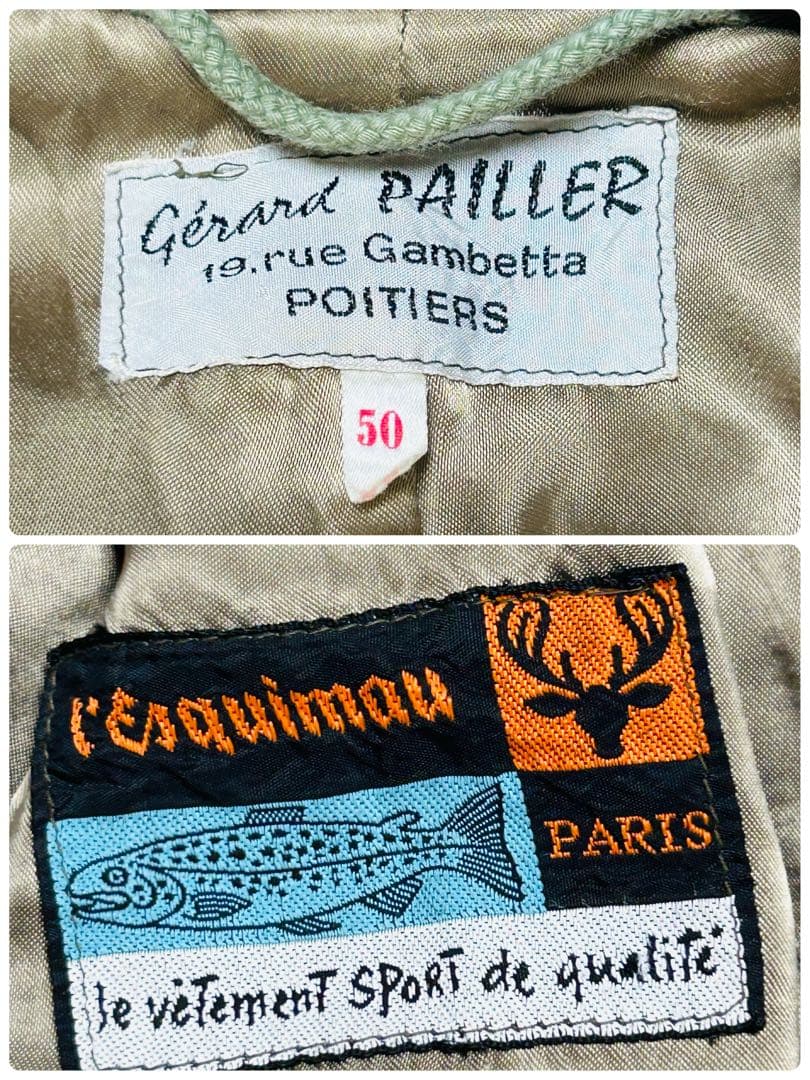 Gérard PAILLER
19.rue Gambetta
POITIERS
50
l'Esquimau
PARIS
le vêtement SPORT de qualité